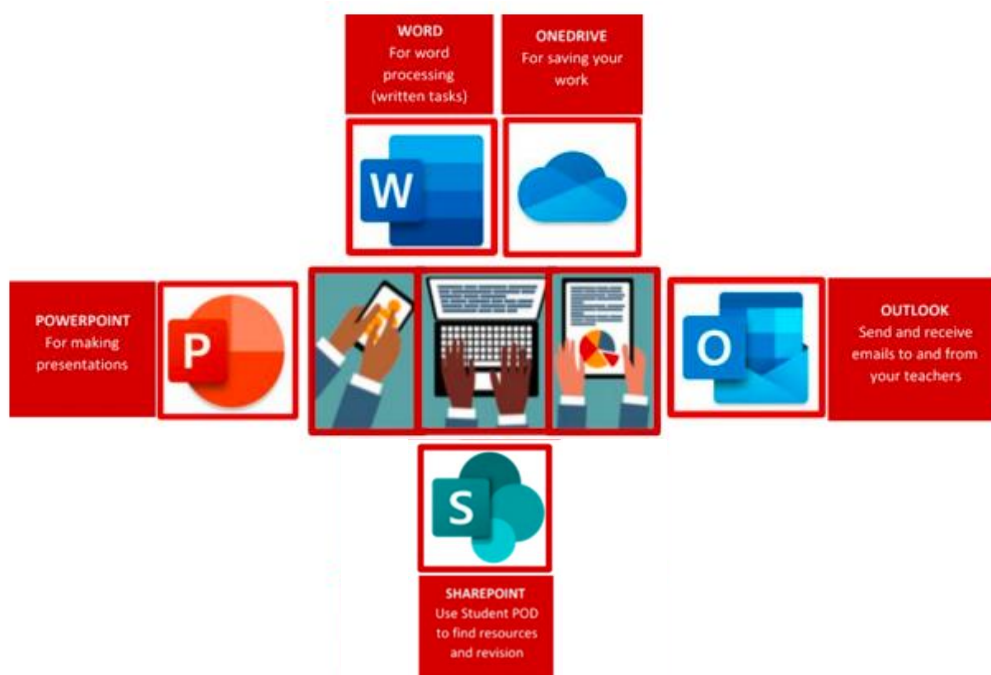 WORD
For word
processing
(written tasks)
ONEDRIVE
For saving your
work
W
POWERPOINT
For making
presentations
P
O
OUTLOOK
Send and receive
emails to and from
your teachers
S
SHAREPOINT
Use Student POD
to find resources
and revision